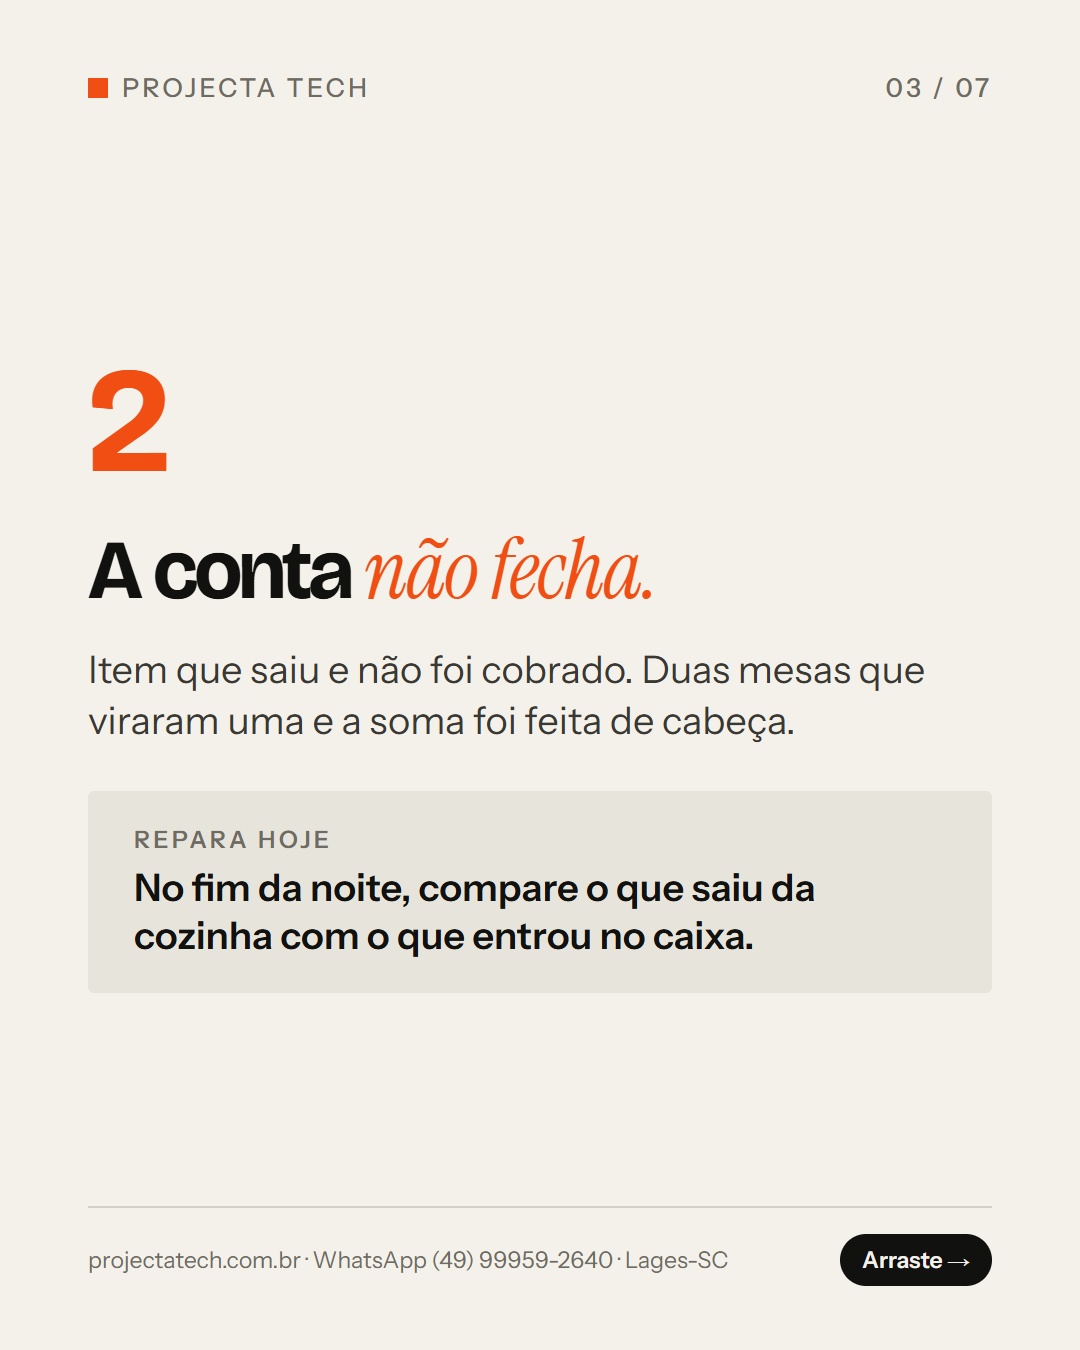 PROJECTA TECH
03 / 07
2
A conta não fecha.
Item que saiu e não foi cobrado. Duas mesas que
viraram uma e a soma foi feita de cabeça.
REPARA HOJE
No fim da noite, compare o que saiu da
cozinha com o que entrou no caixa.
projectatech.com.br · WhatsApp (49) 99959-2640 · Lages-SC
Arraste →